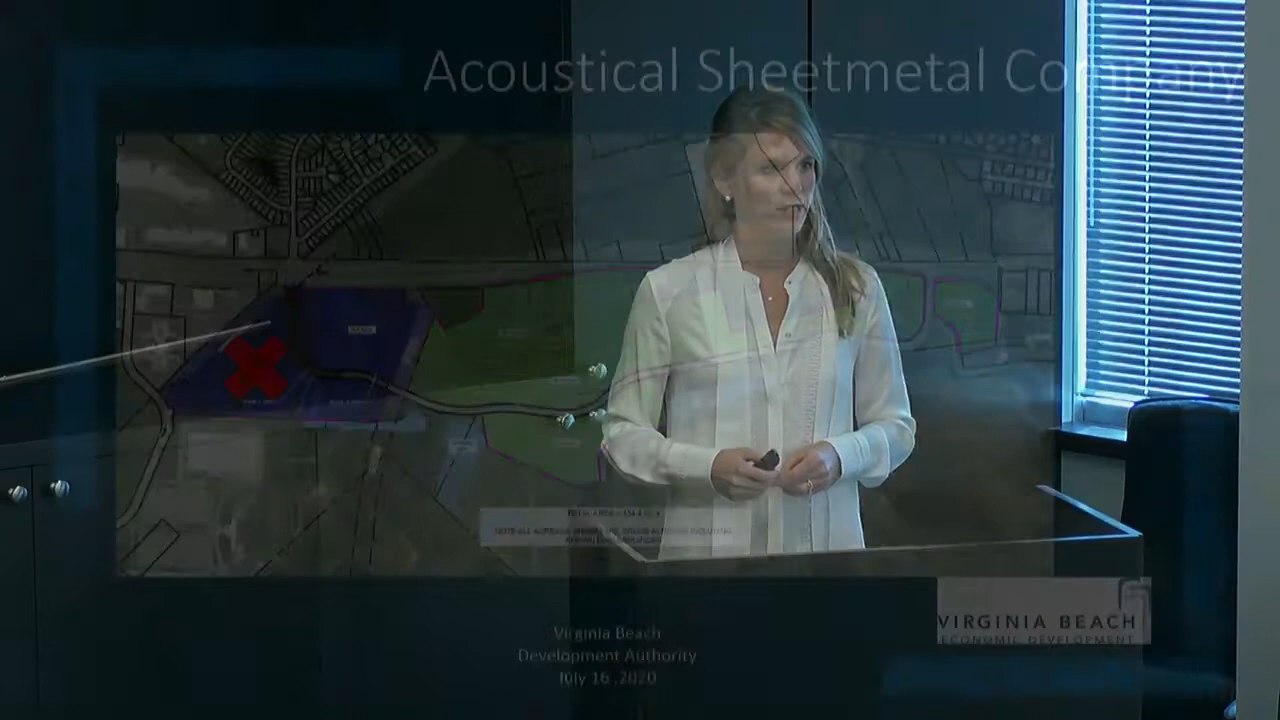 Acoustical Sheetmetal Company
VIRGINIA BEACH
ECONOMIC DEVELOPMENT
Virginia Beach
Development Authority
July 16 ,2020